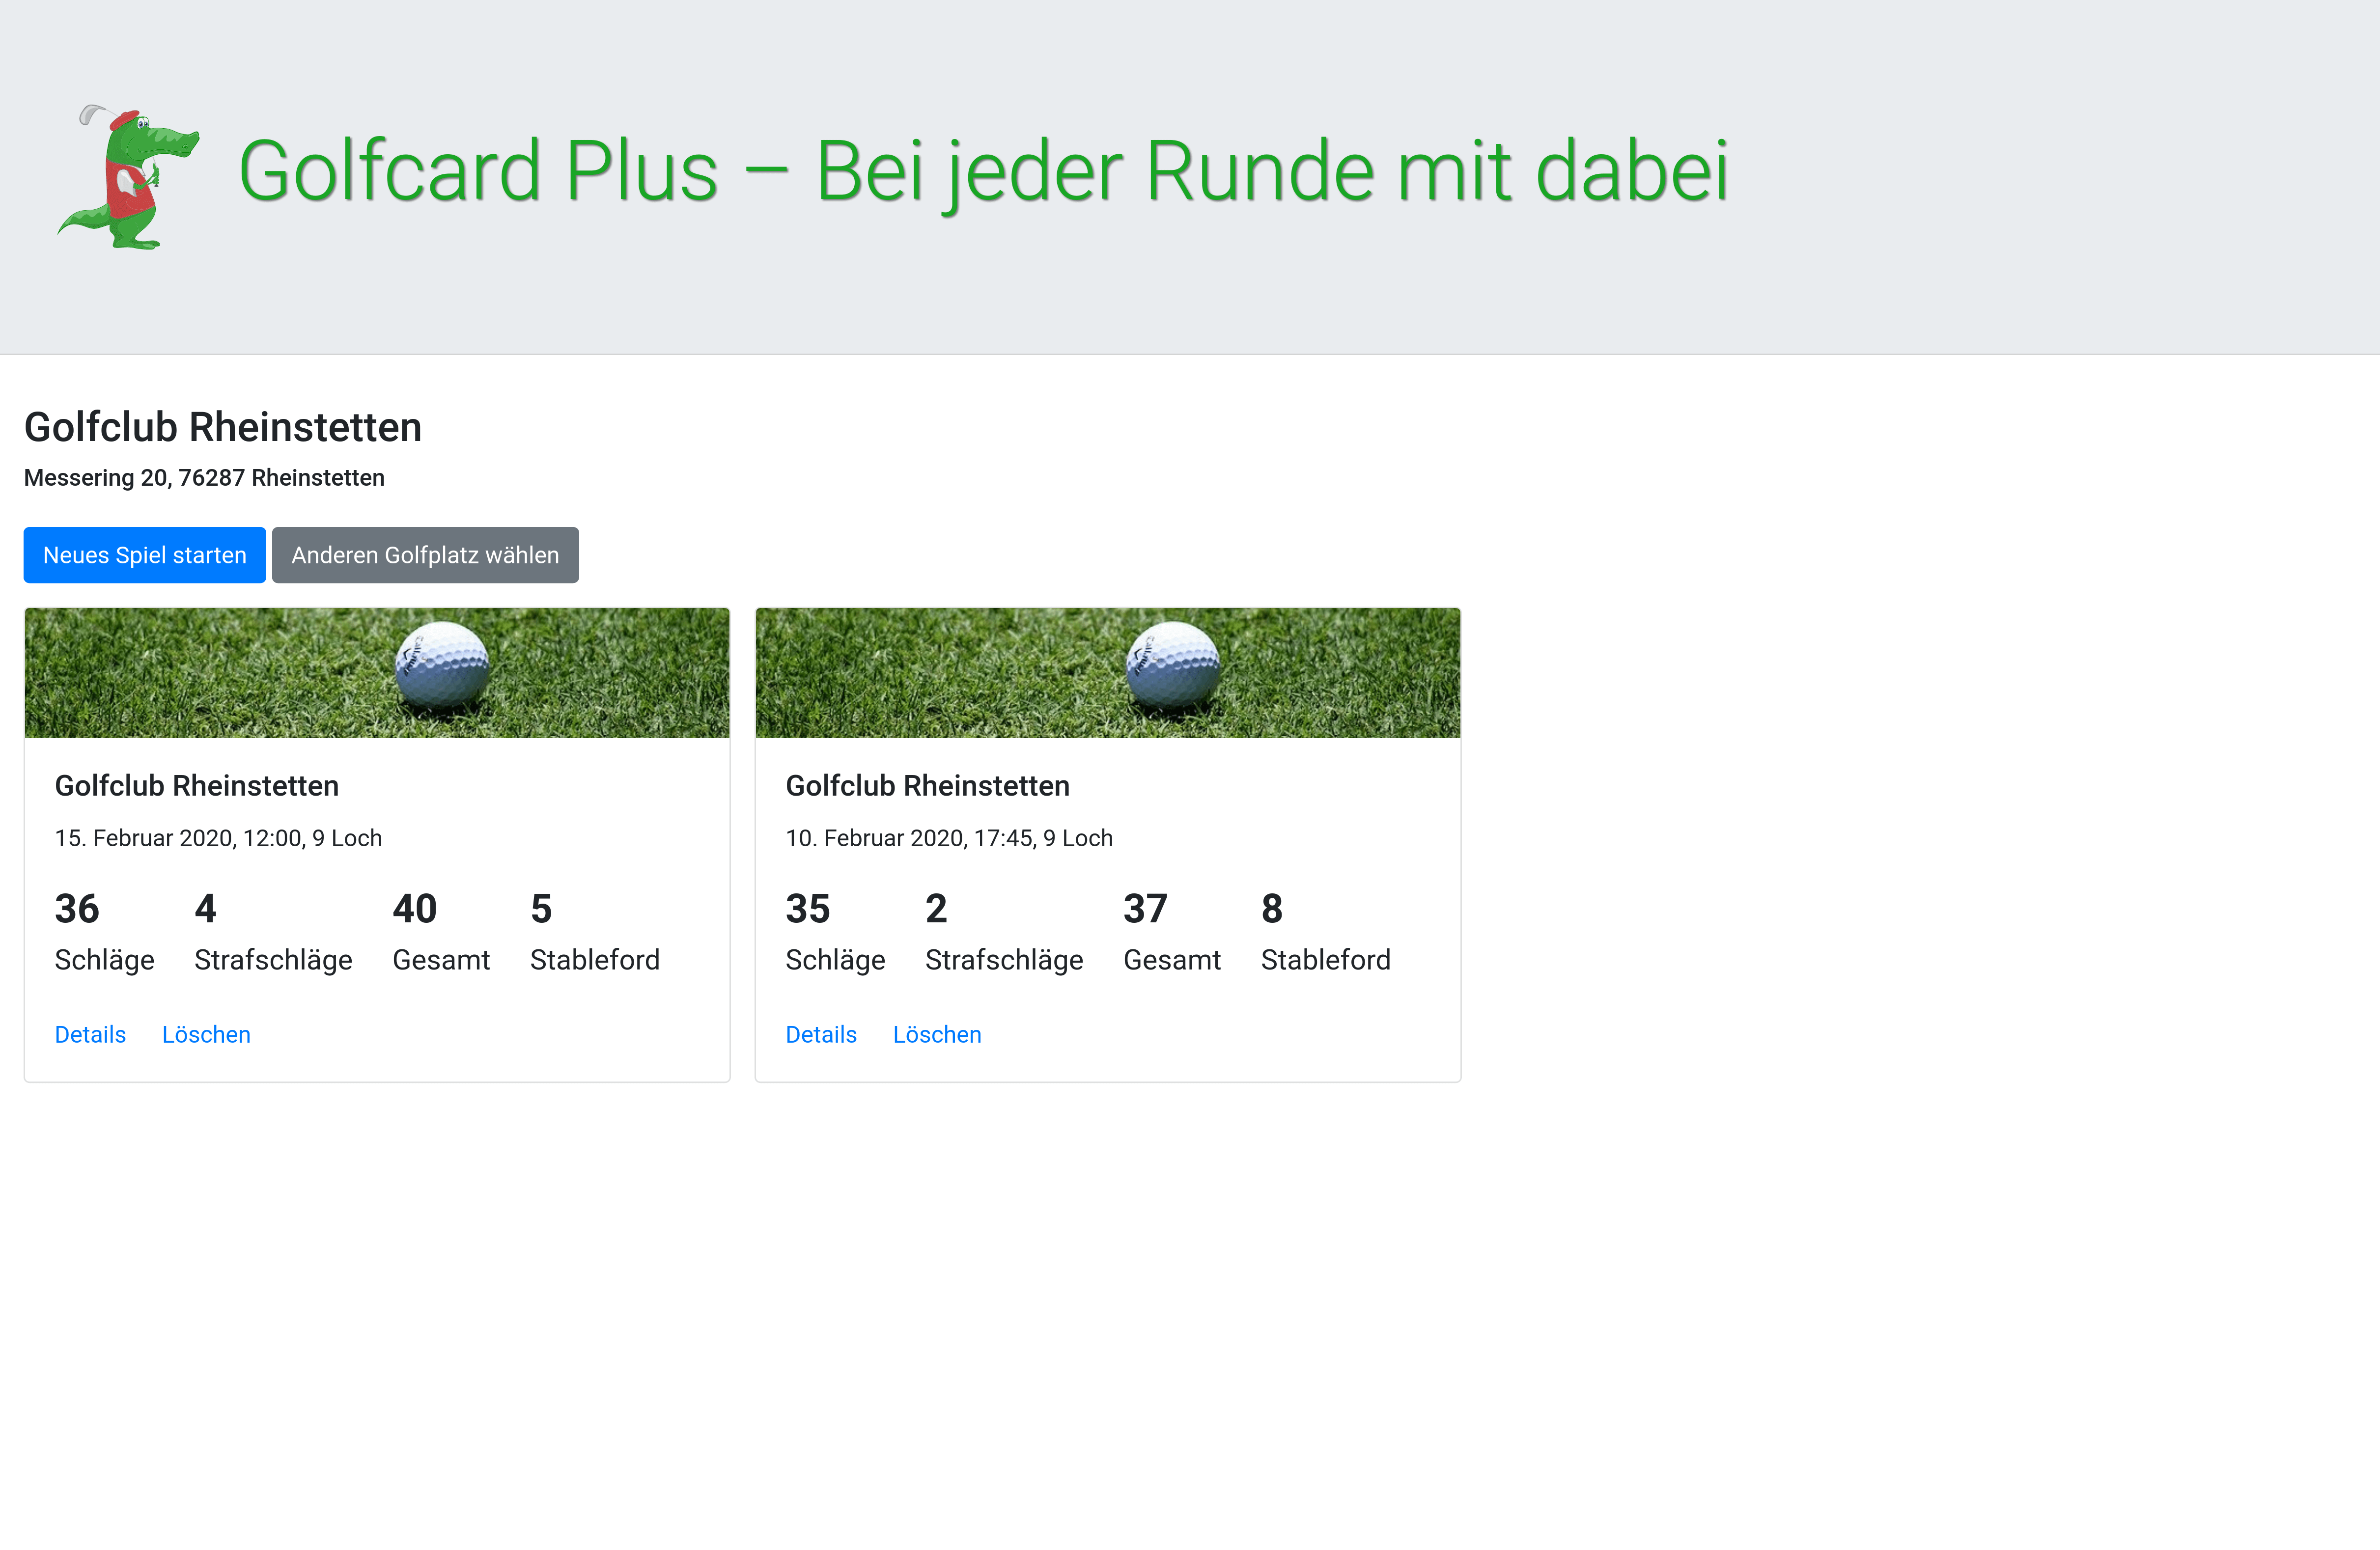 Golfcard Plus – Bei jeder Runde mit dabei
Golfclub Rheinstetten
Messering 20, 76287 Rheinstetten
Neues Spiel starten
Anderen Golfplatz wählen
Golfclub Rheinstetten
15. Februar 2020, 12:00, 9 Loch
36 4 40 5
Schläge Strafschläge Gesamt Stableford
Details Löschen
Golfclub Rheinstetten
10. Februar 2020, 17:45, 9 Loch
35 2 37 8
Schläge Strafschläge Gesamt Stableford
Details Löschen